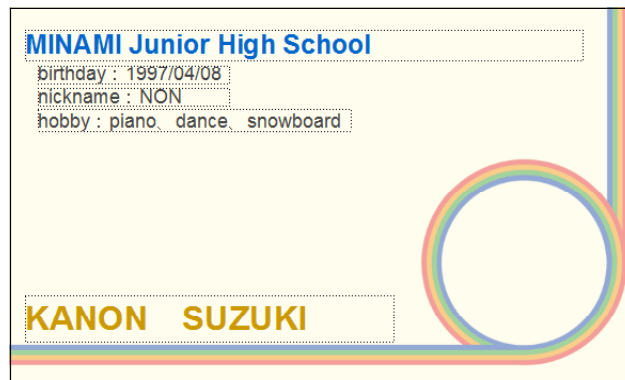 MINAMI Junior High School
birthday：1997/04/08
nickname：NON
hobby：piano、dance、snowboard
KANON　SUZUKI